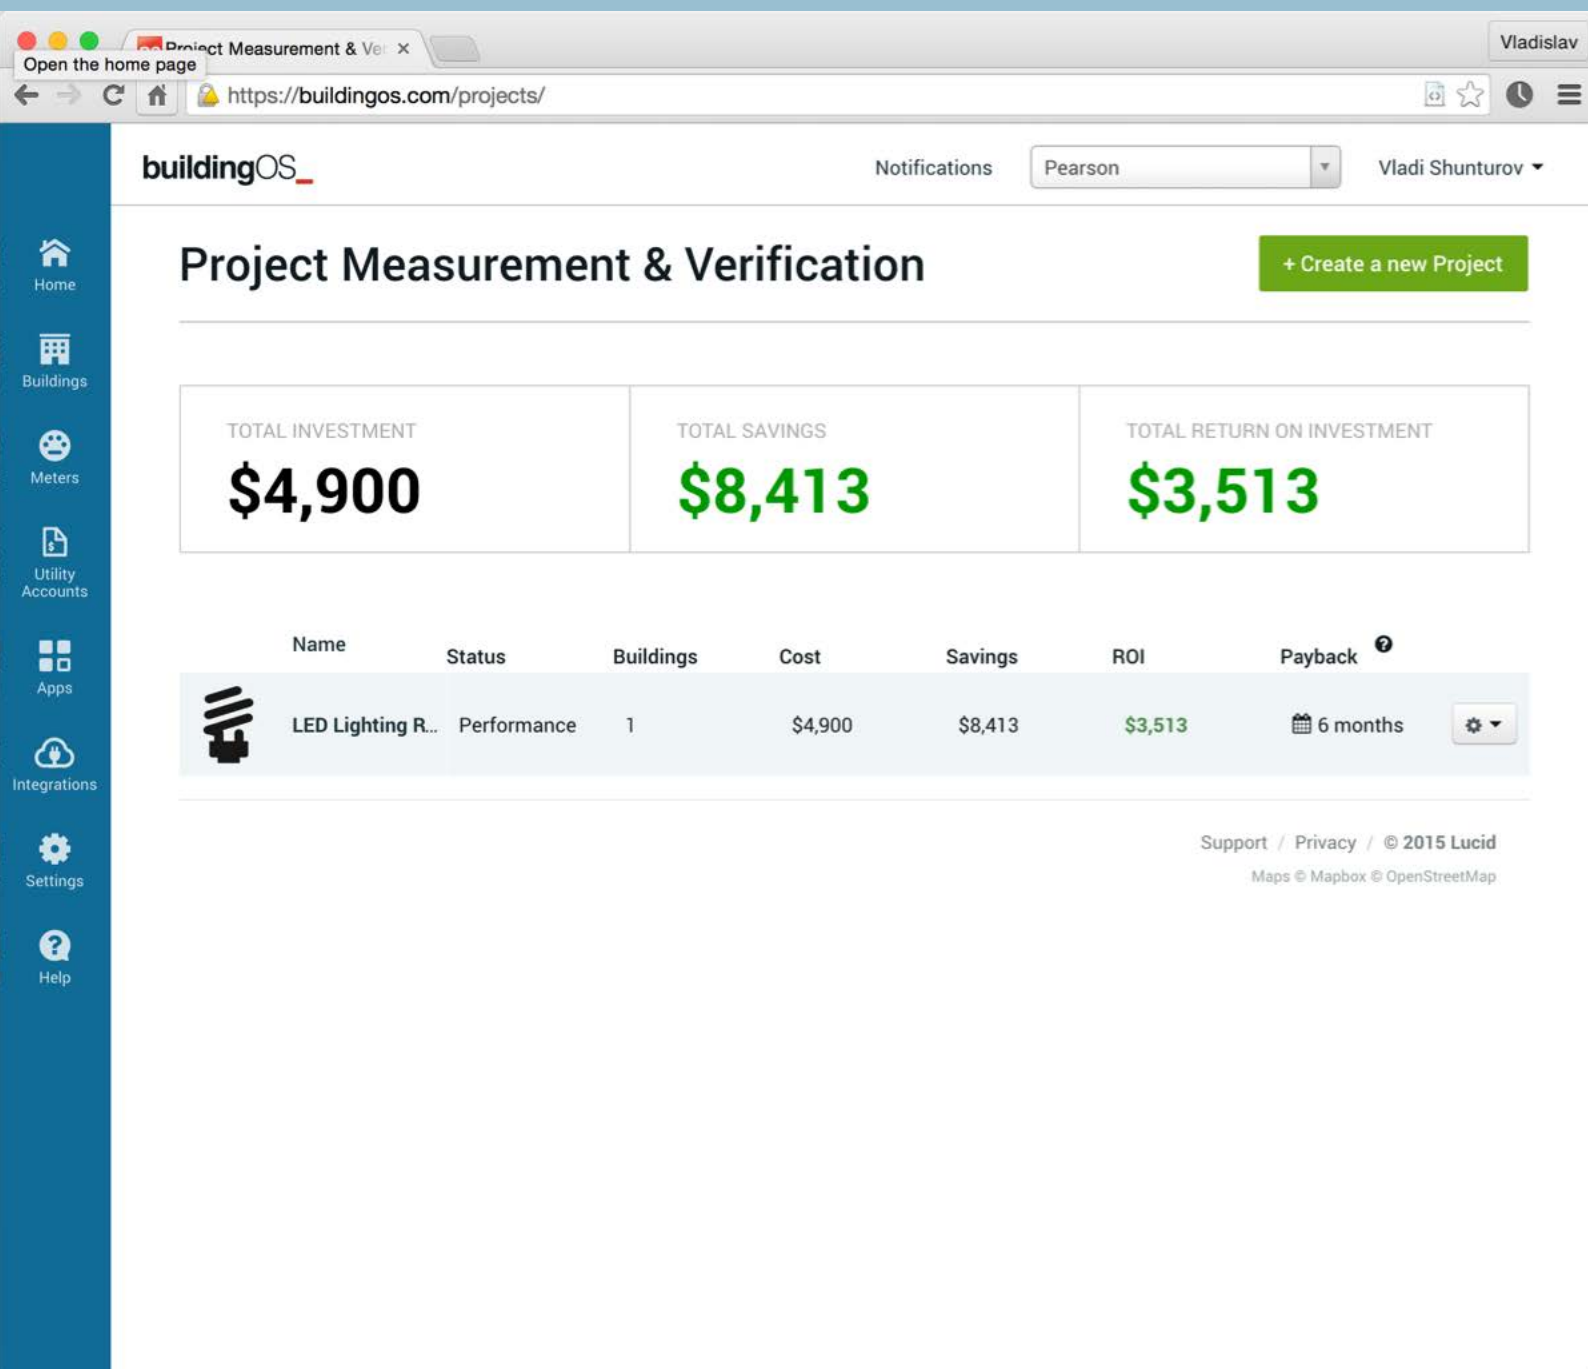 Project Measurement & Ver
Vladislav
Open the home page
https://buildingos.com/projects/
buildingOS_
Notifications
Pearson
Vladi Shunturov
Home
Buildings
Meters
Utility
Accounts
Apps
Integrations
Settings
Help
Project Measurement & Verification
+ Create a new Project
TOTAL INVESTMENT
$4,900
TOTAL SAVINGS
$8,413
TOTAL RETURN ON INVESTMENT
$3,513
Name Status Buildings Cost Savings ROI Payback ?
LED Lighting R... Performance 1 $4,900 $8,413 $3,513 6 months
Support / Privacy / © 2015 Lucid
Maps © Mapbox © OpenStreetMap